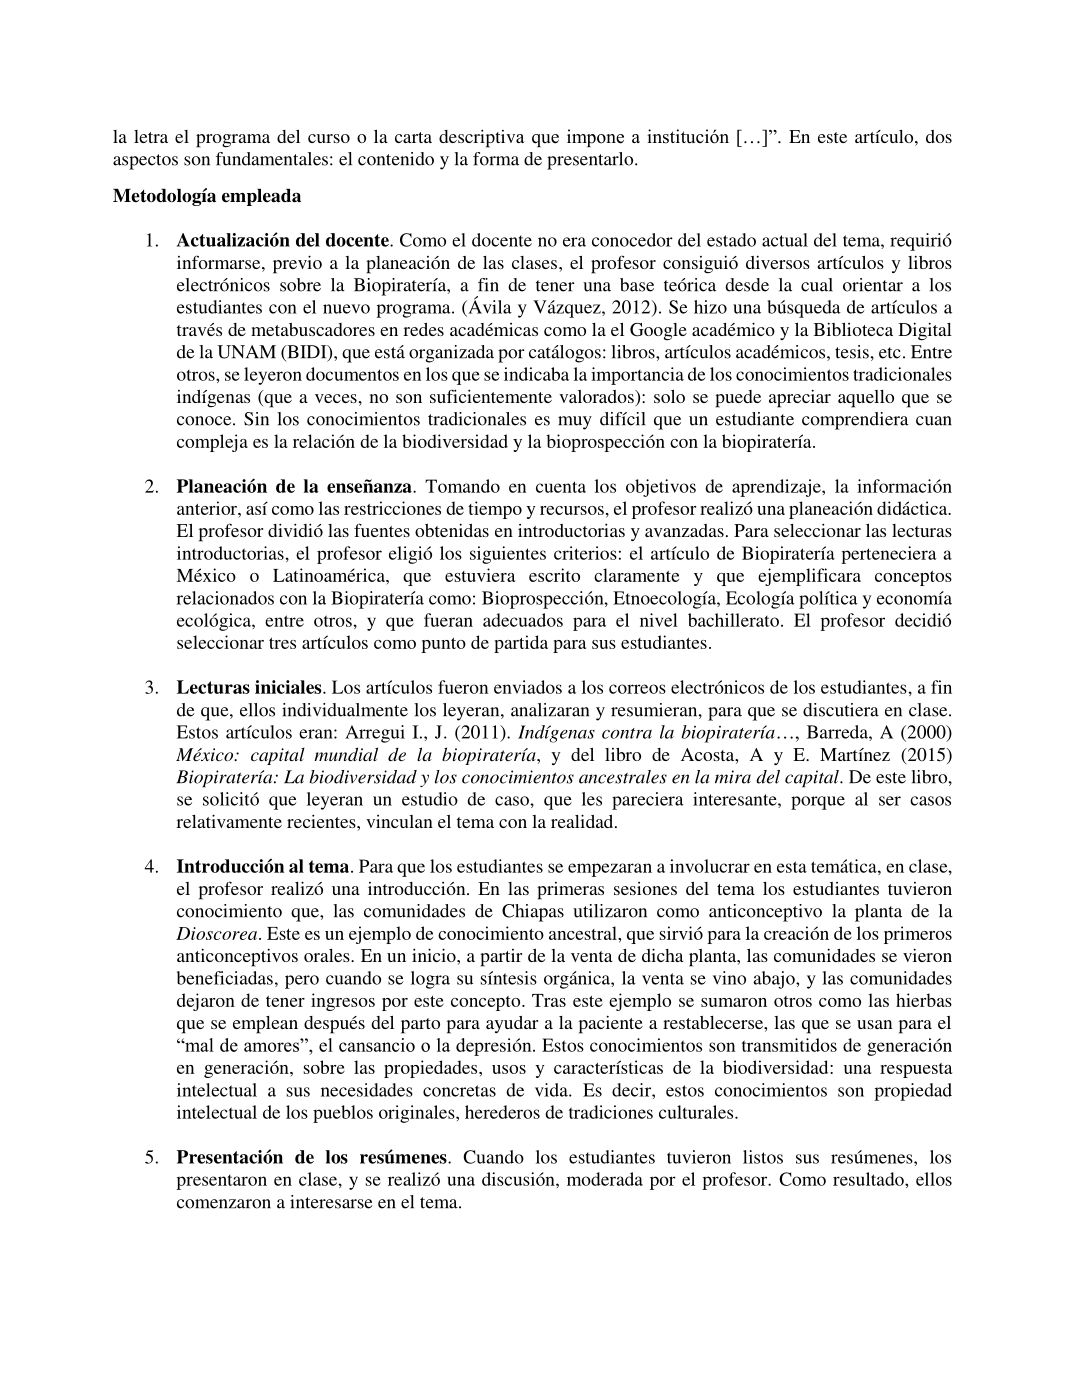 la letra el programa del curso o la carta descriptiva que impone a institución […]”. En este artículo, dos
aspectos son fundamentales: el contenido y la forma de presentarlo.
Metodología empleada
1. Actualización del docente. Como el docente no era conocedor del estado actual del tema, requirió
informarse, previo a la planeación de las clases, el profesor consiguió diversos artículos y libros
electrónicos sobre la Biopiratería, a fin de tener una base teórica desde la cual orientar a los
estudiantes con el nuevo programa. (Ávila y Vázquez, 2012). Se hizo una búsqueda de artículos a
través de metabuscadores en redes académicas como la el Google académico y la Biblioteca Digital
de la UNAM (BIDI), que está organizada por catálogos: libros, artículos académicos, tesis, etc. Entre
otros, se leyeron documentos en los que se indicaba la importancia de los conocimientos tradicionales
indígenas (que a veces, no son suficientemente valorados): solo se puede apreciar aquello que se
conoce. Sin los conocimientos tradicionales es muy difícil que un estudiante comprendiera cuan
compleja es la relación de la biodiversidad y la bioprospección con la biopiratería.
2. Planeación de la enseñanza. Tomando en cuenta los objetivos de aprendizaje, la información
anterior, así como las restricciones de tiempo y recursos, el profesor realizó una planeación didáctica.
El profesor dividió las fuentes obtenidas en introductorias y avanzadas. Para seleccionar las lecturas
introductorias, el profesor eligió los siguientes criterios: el artículo de Biopiratería perteneciera a
México o Latinoamérica, que estuviera escrito claramente y que ejemplificara conceptos
relacionados con la Biopiratería como: Bioprospección, Etnoecología, Ecología política y economía
ecológica, entre otros, y que fueran adecuados para el nivel bachillerato. El profesor decidió
seleccionar tres artículos como punto de partida para sus estudiantes.
3. Lecturas iniciales. Los artículos fueron enviados a los correos electrónicos de los estudiantes, a fin
de que, ellos individualmente los leyeran, analizaran y resumieran, para que se discutiera en clase.
Estos artículos eran: Arregui I., J. (2011). Indígenas contra la biopiratería…, Barreda, A (2000)
México: capital mundial de la biopiratería, y del libro de Acosta, A y E. Martínez (2015)
Biopiratería: La biodiversidad y los conocimientos ancestrales en la mira del capital. De este libro,
se solicitó que leyeran un estudio de caso, que les pareciera interesante, porque al ser casos
relativamente recientes, vinculan el tema con la realidad.
4. Introducción al tema. Para que los estudiantes se empezaran a involucrar en esta temática, en clase,
el profesor realizó una introducción. En las primeras sesiones del tema los estudiantes tuvieron
conocimiento que, las comunidades de Chiapas utilizaron como anticonceptivo la planta de la
Dioscorea. Este es un ejemplo de conocimiento ancestral, que sirvió para la creación de los primeros
anticonceptivos orales. En un inicio, a partir de la venta de dicha planta, las comunidades se vieron
beneficiadas, pero cuando se logra su síntesis orgánica, la venta se vino abajo, y las comunidades
dejaron de tener ingresos por este concepto. Tras este ejemplo se sumaron otros como las hierbas
que se emplean después del parto para ayudar a la paciente a restablecerse, las que se usan para el
“mal de amores”, el cansancio o la depresión. Estos conocimientos son transmitidos de generación
en generación, sobre las propiedades, usos y características de la biodiversidad: una respuesta
intelectual a sus necesidades concretas de vida. Es decir, estos conocimientos son propiedad
intelectual de los pueblos originales, herederos de tradiciones culturales.
5. Presentación de los resúmenes. Cuando los estudiantes tuvieron listos sus resúmenes, los
presentaron en clase, y se realizó una discusión, moderada por el profesor. Como resultado, ellos
comenzaron a interesarse en el tema.